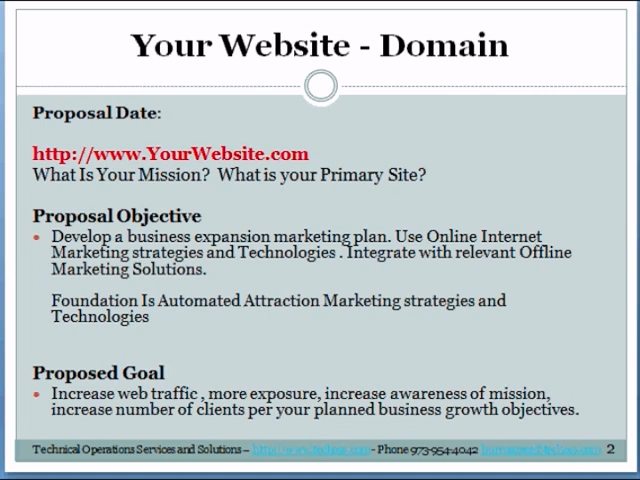 Your Website - Domain
Proposal Date:
http://www.YourWebsite.com
What Is Your Mission?  What is your Primary Site?
Proposal Objective
• Develop a business expansion marketing plan. Use Online Internet
Marketing strategies and Technologies . Integrate with relevant Offline
Marketing Solutions.
Foundation Is Automated Attraction Marketing strategies and
Technologies
Proposed Goal
• Increase web traffic , more exposure, increase awareness of mission,
increase number of clients per your planned business growth objectives.
Technical Operations Services and Solutions – - Phone 973-954-4042 2